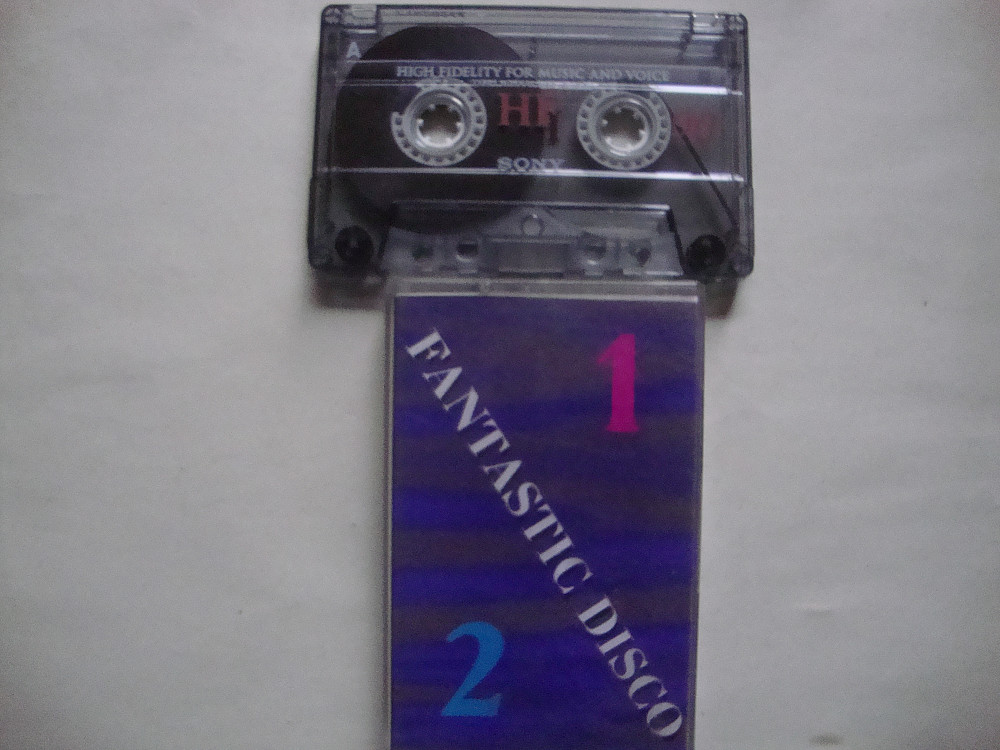 A
HIGH FIDELITY FOR MUSIC AND VOICE
HF
SONY
1
FANTASTIC DISCO
2